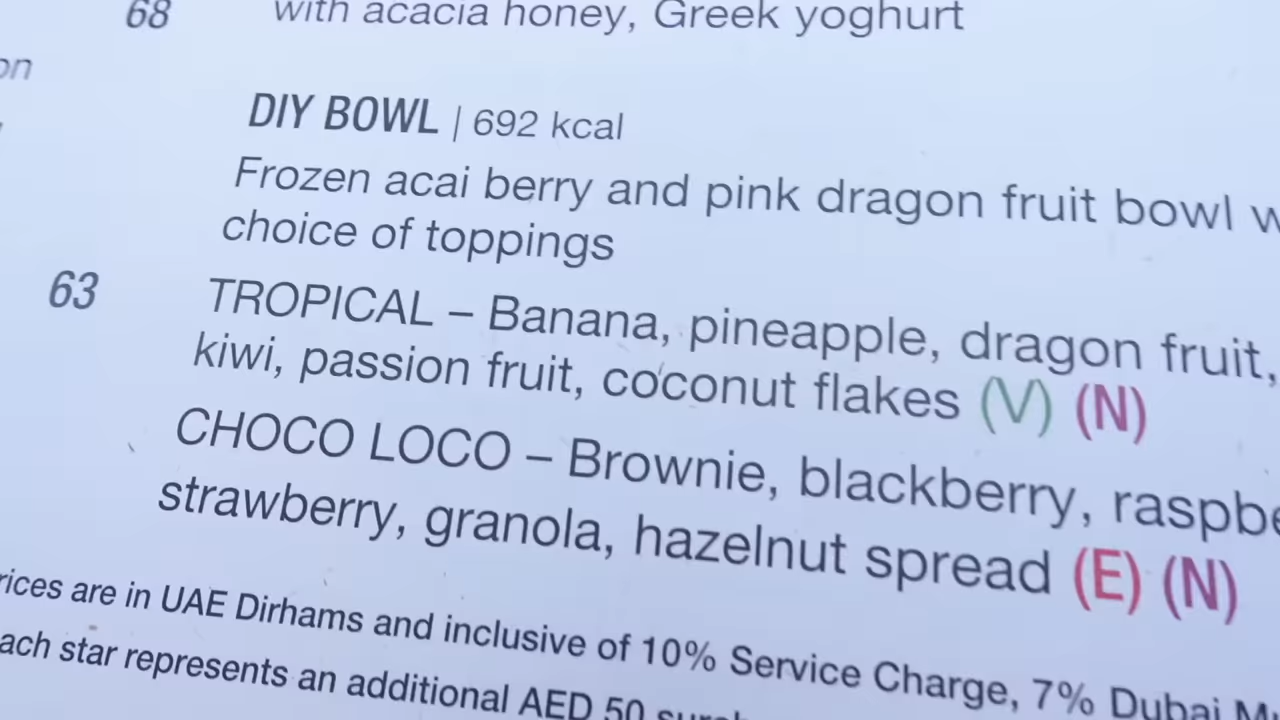 68 with acacia honey, Greek yoghurt
on
DIY BOWL | 692 kcal
Frozen acai berry and pink dragon fruit bowl
choice of toppings
63 TROPICAL – Banana, pineapple, dragon fruit,
kiwi, passion fruit, coconut flakes (V) (N)
CHOCO LOCO – Brownie, blackberry,
strawberry, granola, hazelnut spread (E) (N)
are in UAE Dirhams and inclusive of 10% Service Charge, 7% Dubai
star represents an additional AED 50